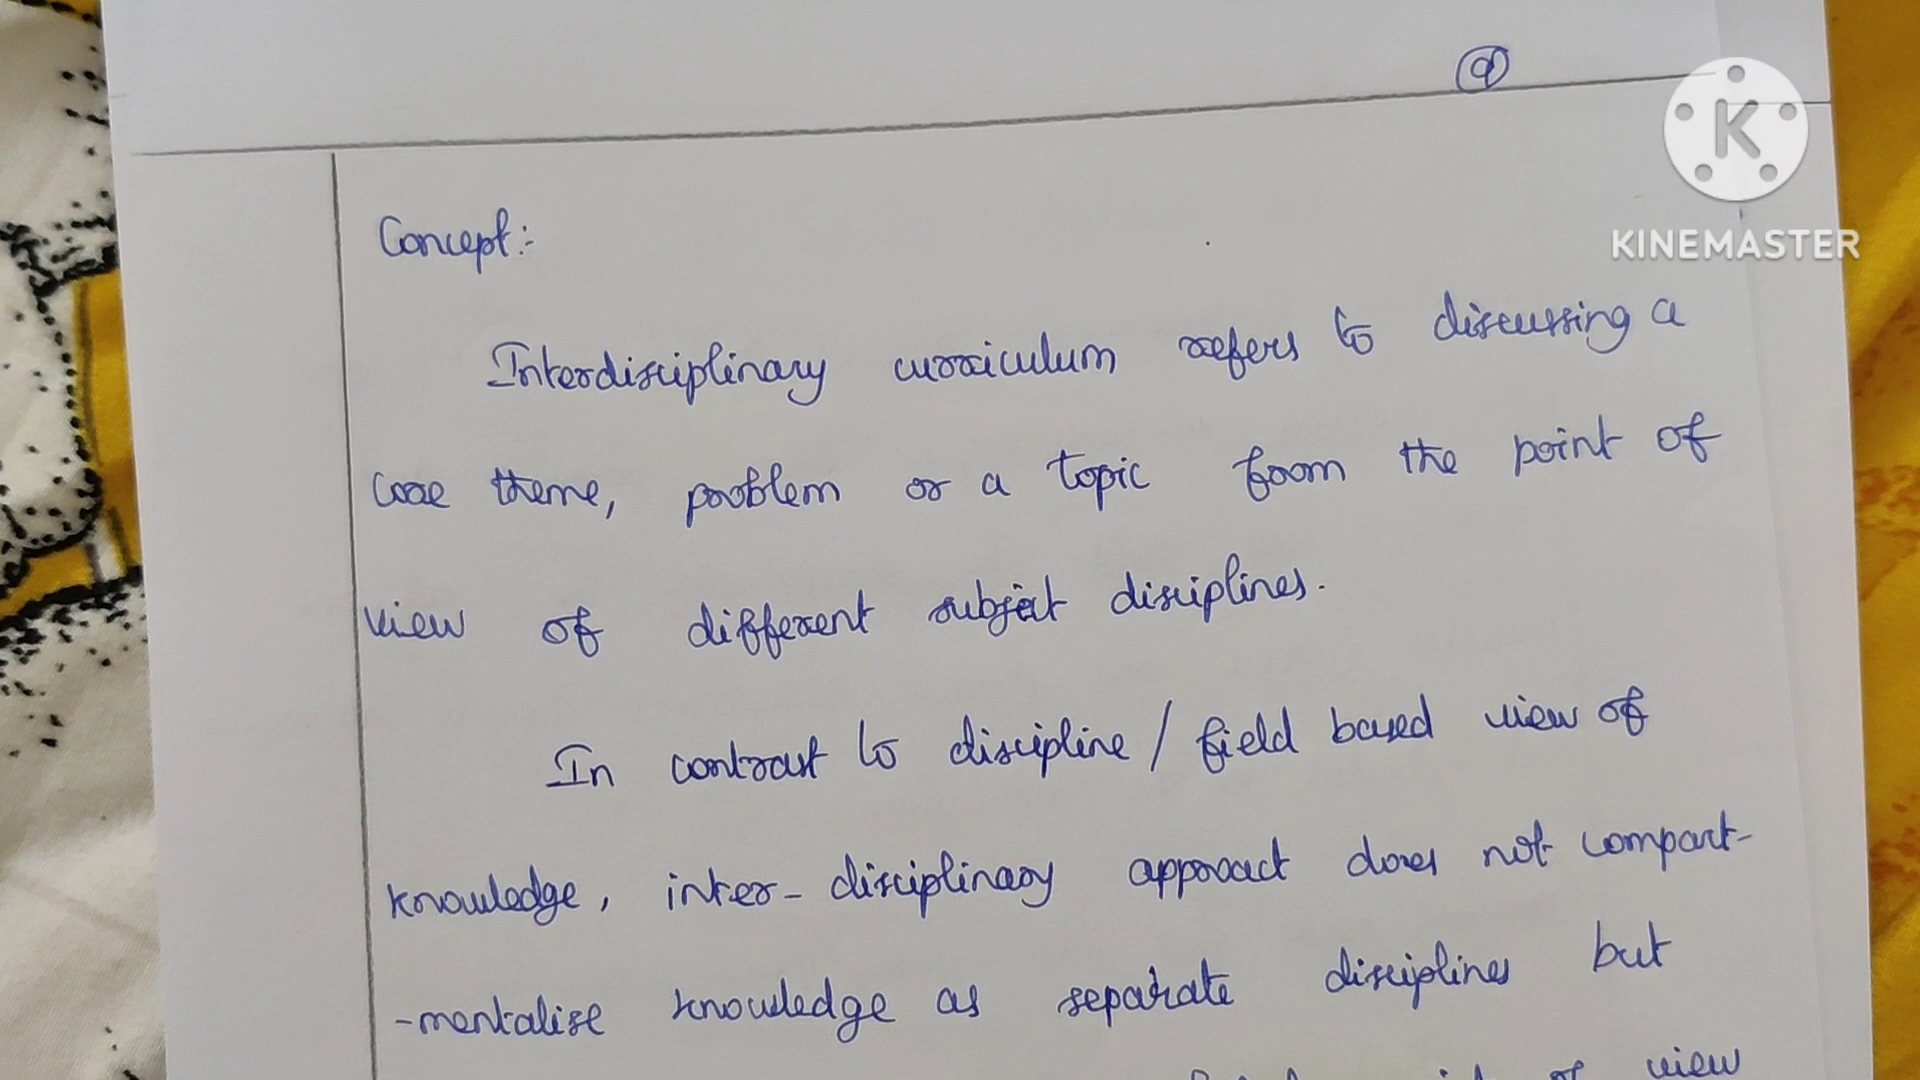 KINEMASTER
Concept:-
Interdisciplinary curriculum refers to discussing a
core theme, problem or a topic from the point of
view of different subject disciplines.
In contrast to discipline / field based view of
knowledge, inter-disciplinary approact does not compart-
-mentalise knowledge as separate disciplines but
view